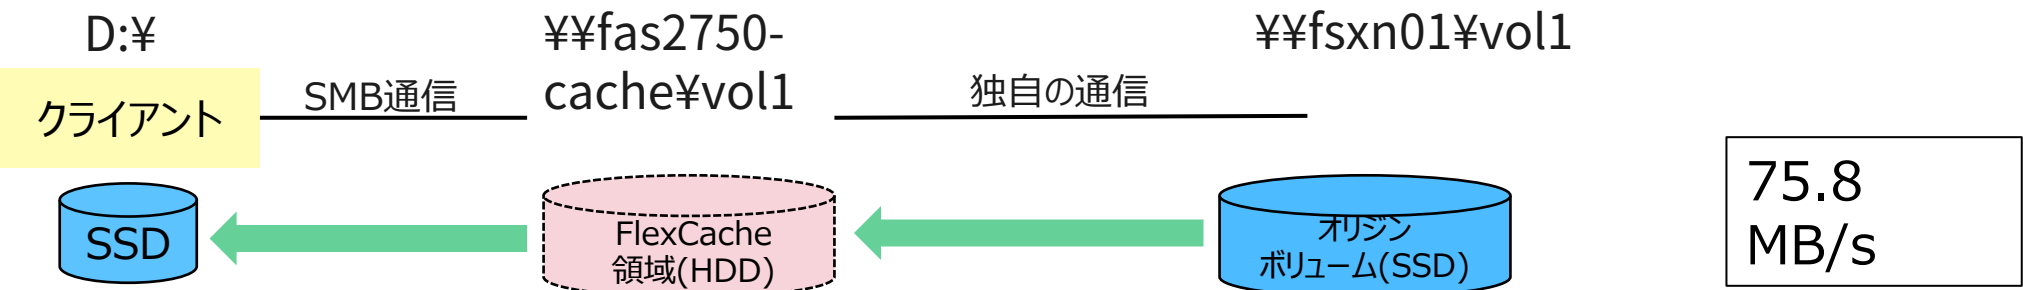 D:¥
クライアント
SMB通信
¥¥fas2750-
cache¥vol1
独自の通信
¥¥fsxn01¥vol1
SSD
FlexCache
領域(HDD)
オリジン
ボリューム(SSD)
75.8
MB/s